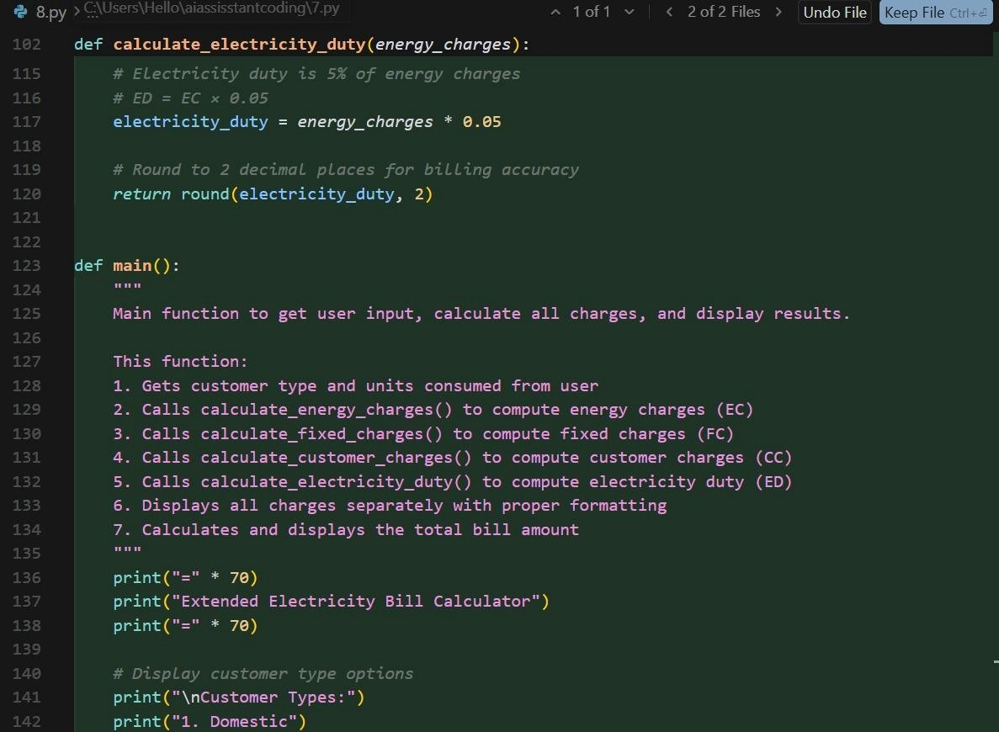 8.py > C:\Users\Hello\aiassisstantcoding\7.py
...
1 of 1
2 of 2 Files
Undo File
Keep File Ctrl+⏎
102 def calculate_electricity_duty(energy_charges):
115     # Electricity duty is 5% of energy charges
116     # ED = EC × 0.05
117     electricity_duty = energy_charges * 0.05
118
119     # Round to 2 decimal places for billing accuracy
120     return round(electricity_duty, 2)
121
122
123 def main():
124     """
125     Main function to get user input, calculate all charges, and display results.
126
127     This function:
128     1. Gets customer type and units consumed from user
129     2. Calls calculate_energy_charges() to compute energy charges (EC)
130     3. Calls calculate_fixed_charges() to compute fixed charges (FC)
131     4. Calls calculate_customer_charges() to compute customer charges (CC)
132     5. Calls calculate_electricity_duty() to compute electricity duty (ED)
133     6. Displays all charges separately with proper formatting
134     7. Calculates and displays the total bill amount
135     """
136     print("=" * 70)
137     print("Extended Electricity Bill Calculator")
138     print("=" * 70)
139
140     # Display customer type options
141     print("\nCustomer Types:")
142     print("1. Domestic")